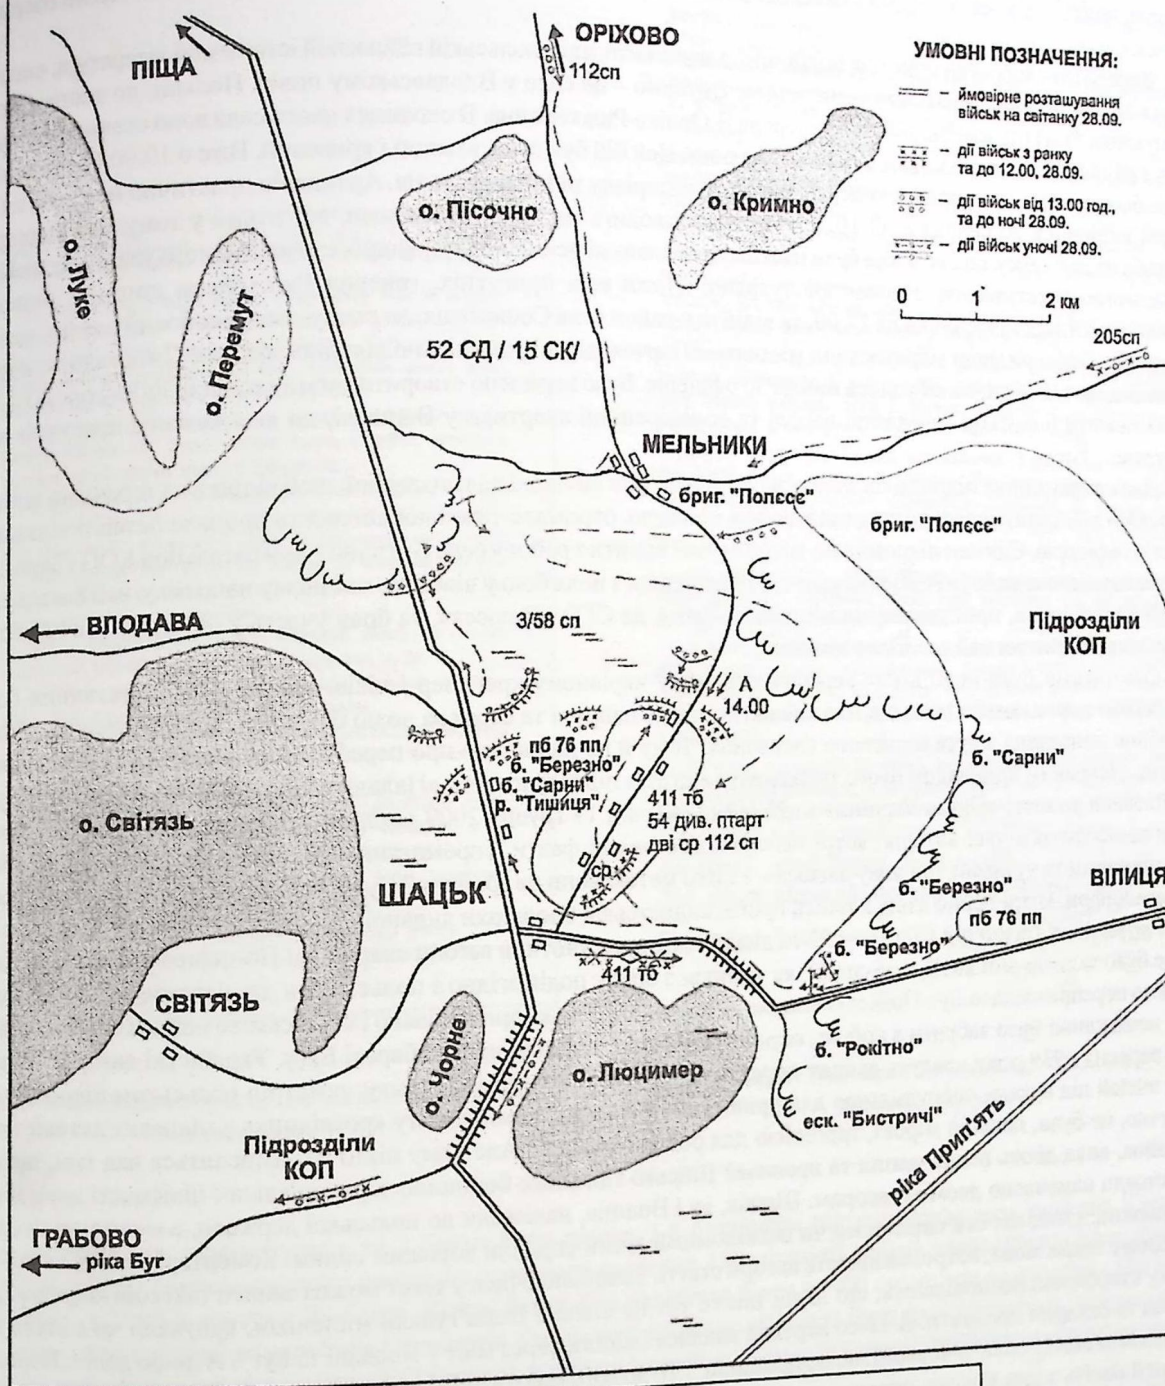 ПІЩА
ОРІХОВО
112сп
УМОВНІ ПОЗНАЧЕННЯ:
- ймовірне розташування
військ на світанку 28.09.
- дії військ з ранку
та до 12.00, 28.09.
- дії військ від 13.00 год.,
та до ночі 28.09.
- дії військ уночі 28.09.
0 1 2 км
о. Пісочно
о. Кримно
о. Луке
о. Перемут
52 СД / 15 СК/
205сп
МЕЛЬНИКИ
бриг. "Полєсє"
бриг. "Полєсє"
ВЛОДАВА
3/58 сп
Підрозділи
КОП
А
14.00
пб 76 пп
б. "Березно"
б. "Сарни"
р. "Тишиця"
б. "Сарни"
411 тб
54 див. птарт
дві ср 112 сп
о. Світязь
ср.
ШАЦЬК
б. "Березно"
ВІЛИЦЯ
пб 76 пп
б. "Березно"
411 тб
СВІТЯЗЬ
о. Чорне
о. Люцимер
б. "Рокітно"
еск. "Бистричі"
Підрозділи
КОП
ріка Прип'ять
ГРАБОВО
ріка Буг